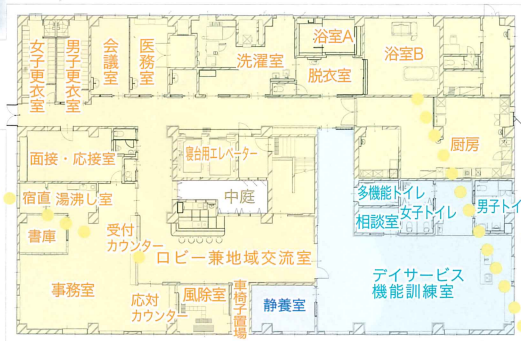 女子更衣室
男子更衣室
会議室
医務室
洗濯室
浴室A
脱衣室
浴室B
厨房
面接・応接室
寝台用エレベーター
中庭
多機能トイレ
相談室
女子トイレ
男子トイレ
宿直
湯沸し室
書庫
受付
カウンター
ロビー兼地域交流室
事務室
応対
カウンター
風除室
車椅子置場
静養室
デイサービス
機能訓練室